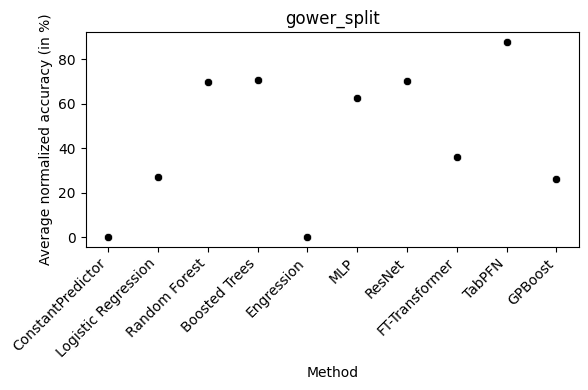 gower_split
Average normalized accuracy (in %)
80
60
40
20
0
ConstantPredictor
Logistic Regression
Random Forest
Boosted Trees
Engression
MLP
ResNet
FT-Transformer
TabPFN
GPBoost
Method